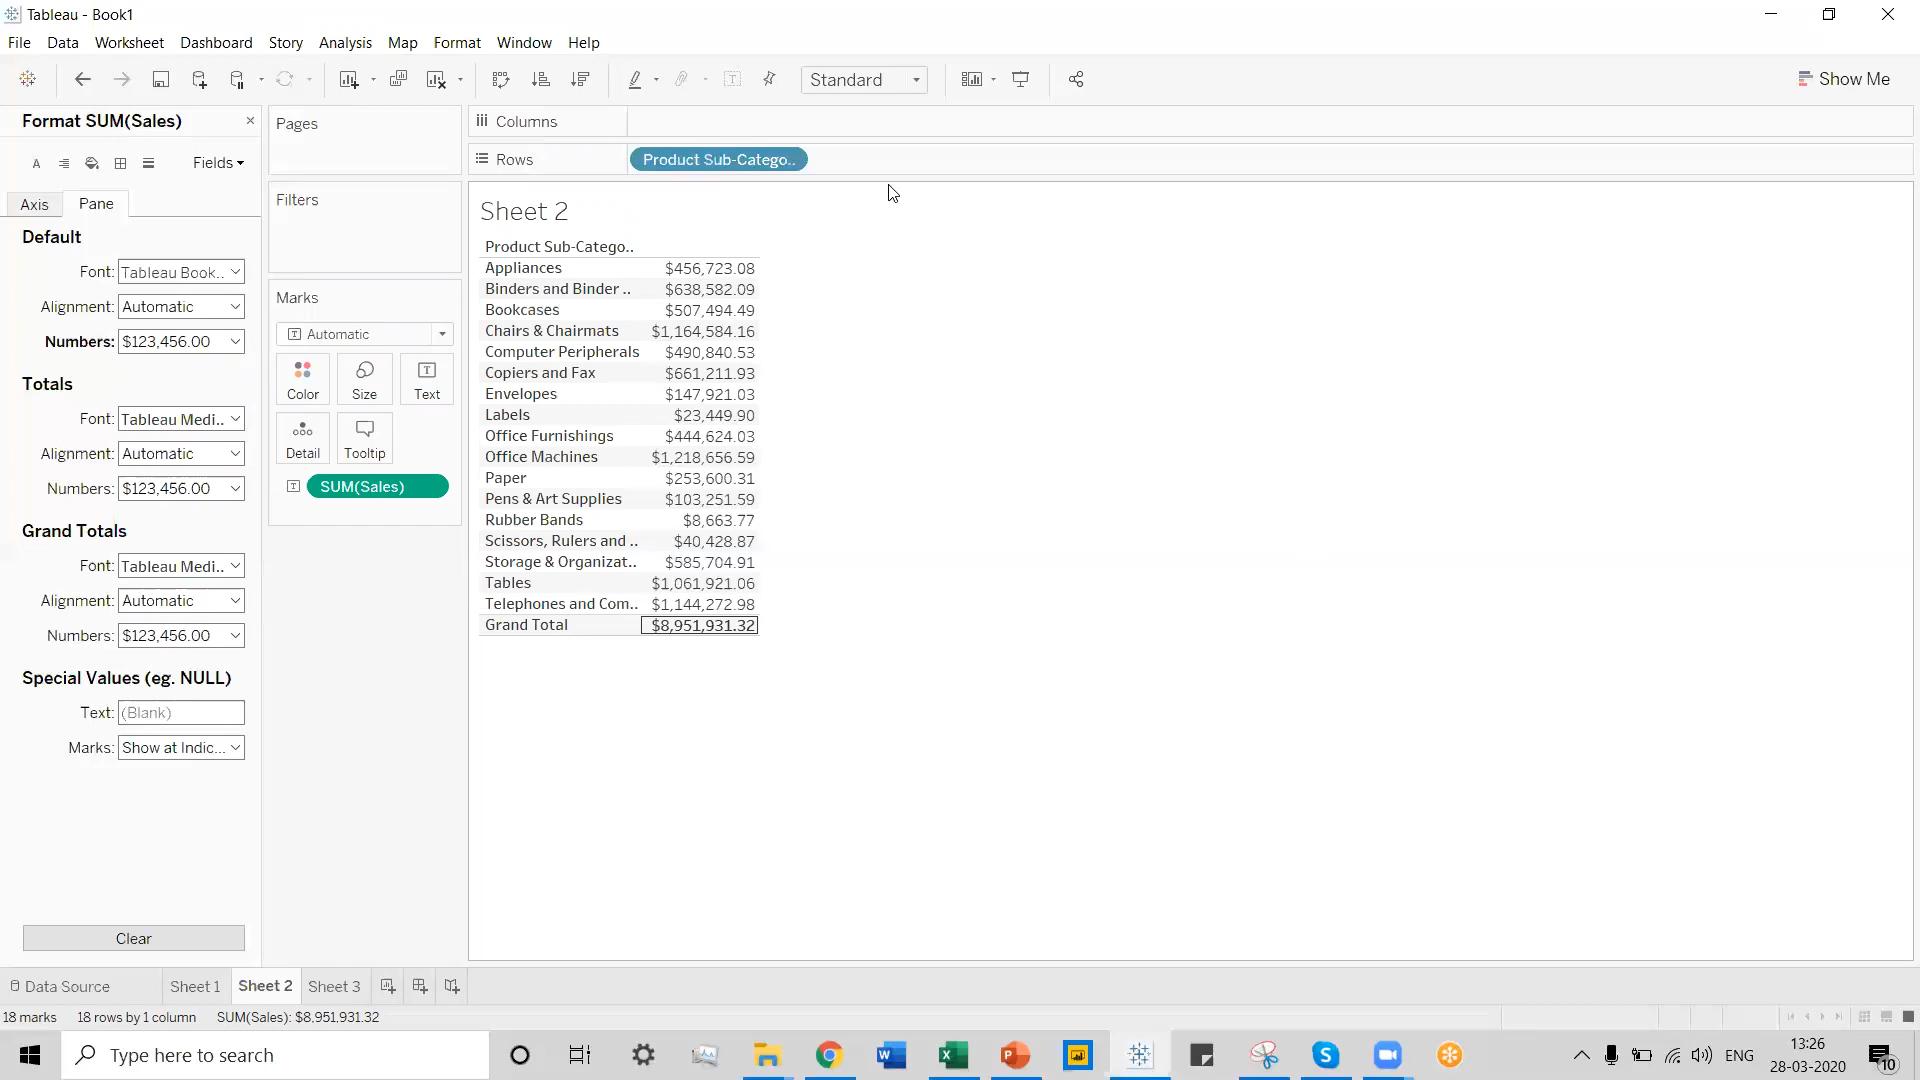 Tableau - Book1
File Data Worksheet Dashboard Story Analysis Map Format Window Help
Standard
Show Me
Format SUM(Sales)
Fields
Axis
Pane
Default
Font: Tableau Book..
Alignment: Automatic
Numbers: $123,456.00
Totals
Font: Tableau Medi..
Alignment: Automatic
Numbers: $123,456.00
Grand Totals
Font: Tableau Medi..
Alignment: Automatic
Numbers: $123,456.00
Special Values (eg. NULL)
Text: (Blank)
Marks: Show at Indic...
Clear
Pages
Filters
Marks
Automatic
Color
Size
Text
Detail
Tooltip
SUM(Sales)
Columns
Rows
Product Sub-Catego..
Sheet 2
Product Sub-Catego..
Appliances $456,723.08
Binders and Binder .. $638,582.09
Bookcases $507,494.49
Chairs & Chairmats $1,164,584.16
Computer Peripherals $490,840.53
Copiers and Fax $661,211.93
Envelopes $147,921.03
Labels $23,449.90
Office Furnishings $444,624.03
Office Machines $1,218,656.59
Paper $253,600.31
Pens & Art Supplies $103,251.59
Rubber Bands $8,663.77
Scissors, Rulers and .. $40,428.87
Storage & Organizat.. $585,704.91
Tables $1,061,921.06
Telephones and Com.. $1,144,272.98
Grand Total $8,951,931.32
Data Source
Sheet 1
Sheet 2
Sheet 3
18 marks 18 rows by 1 column SUM(Sales): $8,951,931.32
Type here to search
ENG
13:26
28-03-2020
10